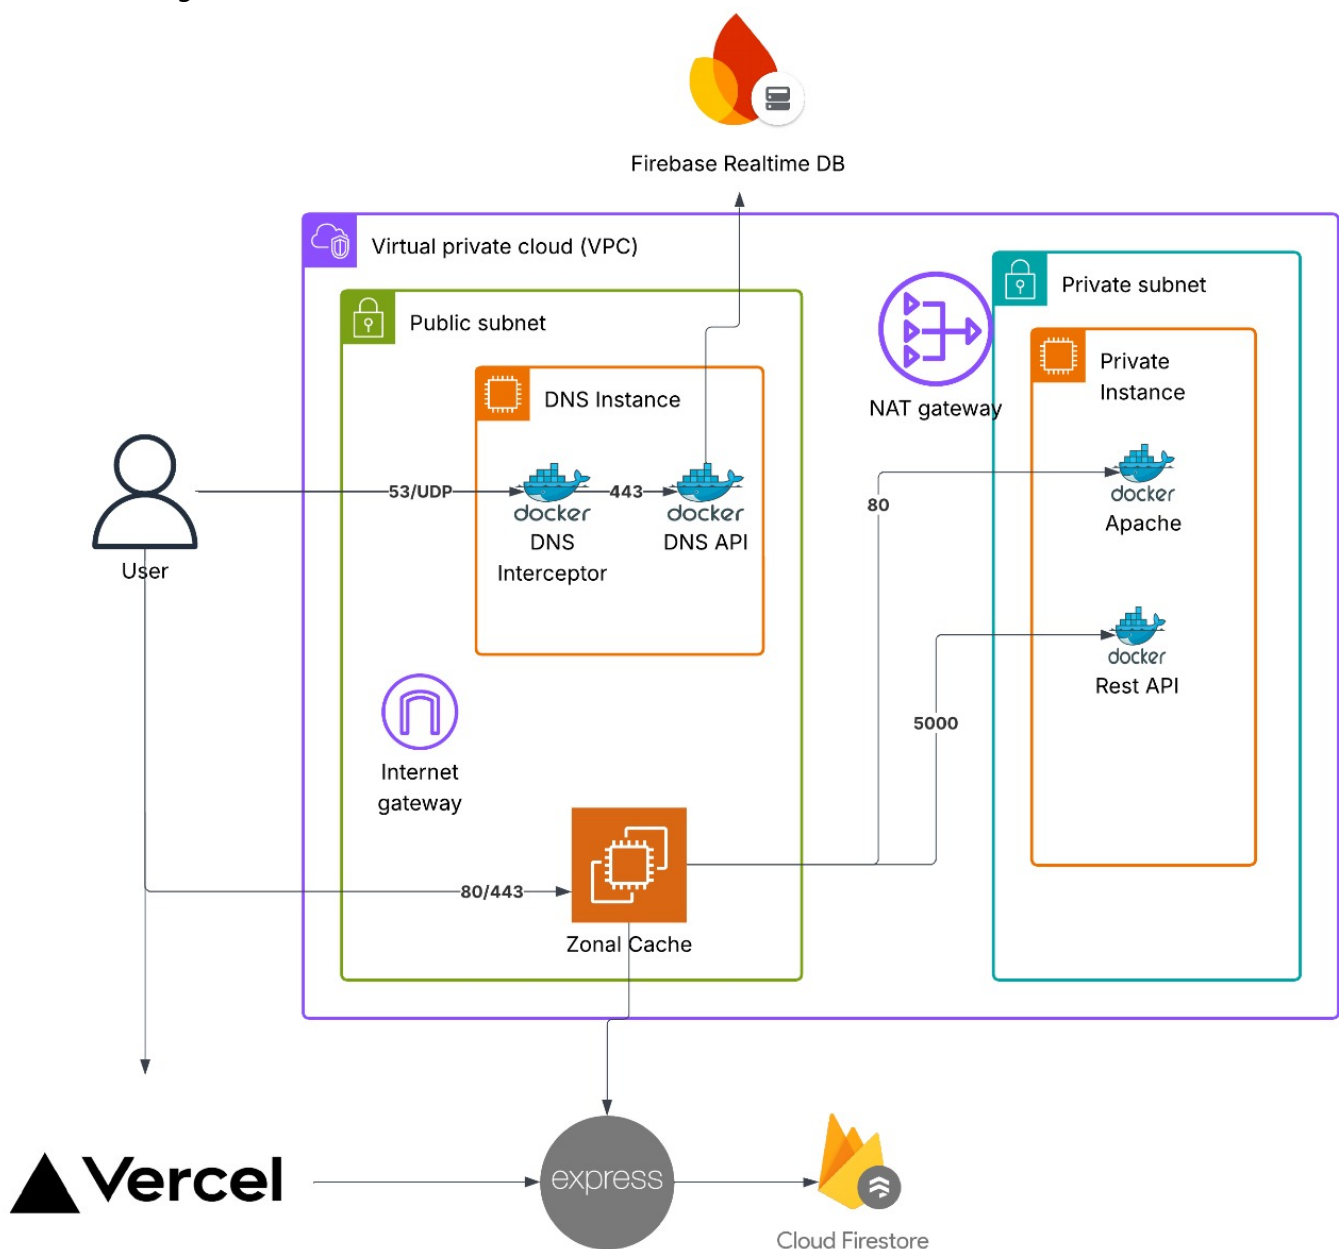 Firebase Realtime DB
Virtual private cloud (VPC)
Public subnet
Private subnet
DNS Instance
Private
Instance
NAT gateway
53/UDP
443
80
docker
DNS
Interceptor
docker
DNS API
docker
Apache
User
docker
Rest API
5000
Internet
gateway
80/443
Zonal Cache
Vercel
express
Cloud Firestore